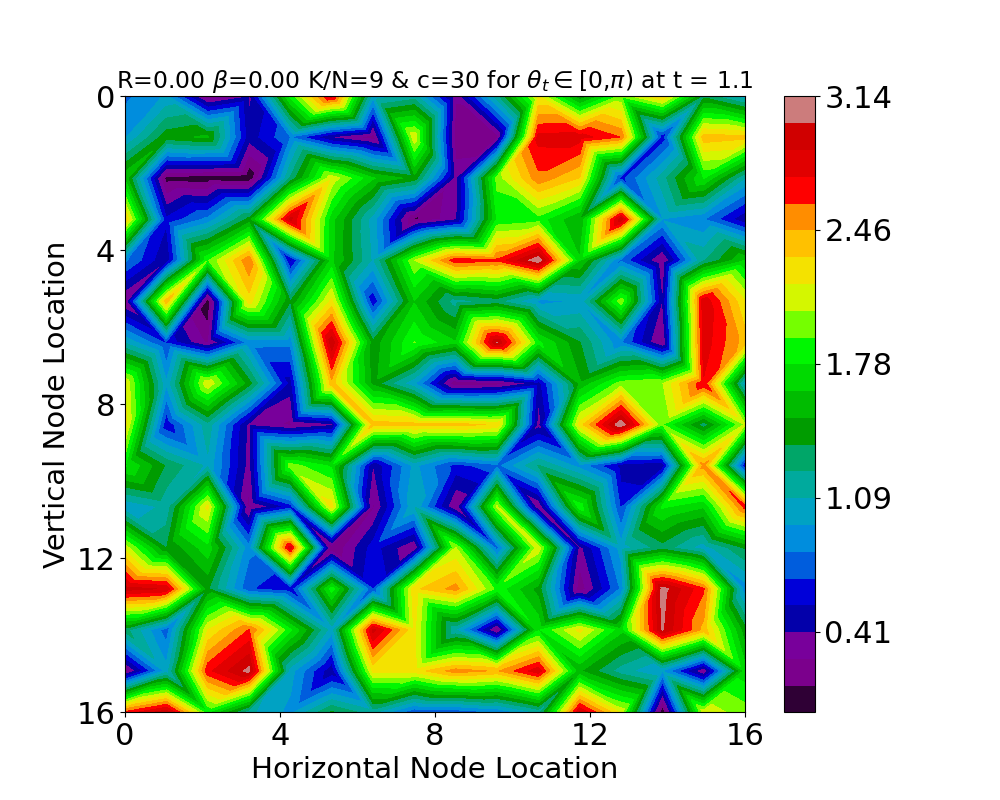 R=0.00 β=0.00 K/N=9 & c=30 for θₜ ∈ [0,π) at t = 1.1
0
4
8
12
16
Vertical Node Location
0 4 8 12 16
Horizontal Node Location
3.14
2.46
1.78
1.09
0.41